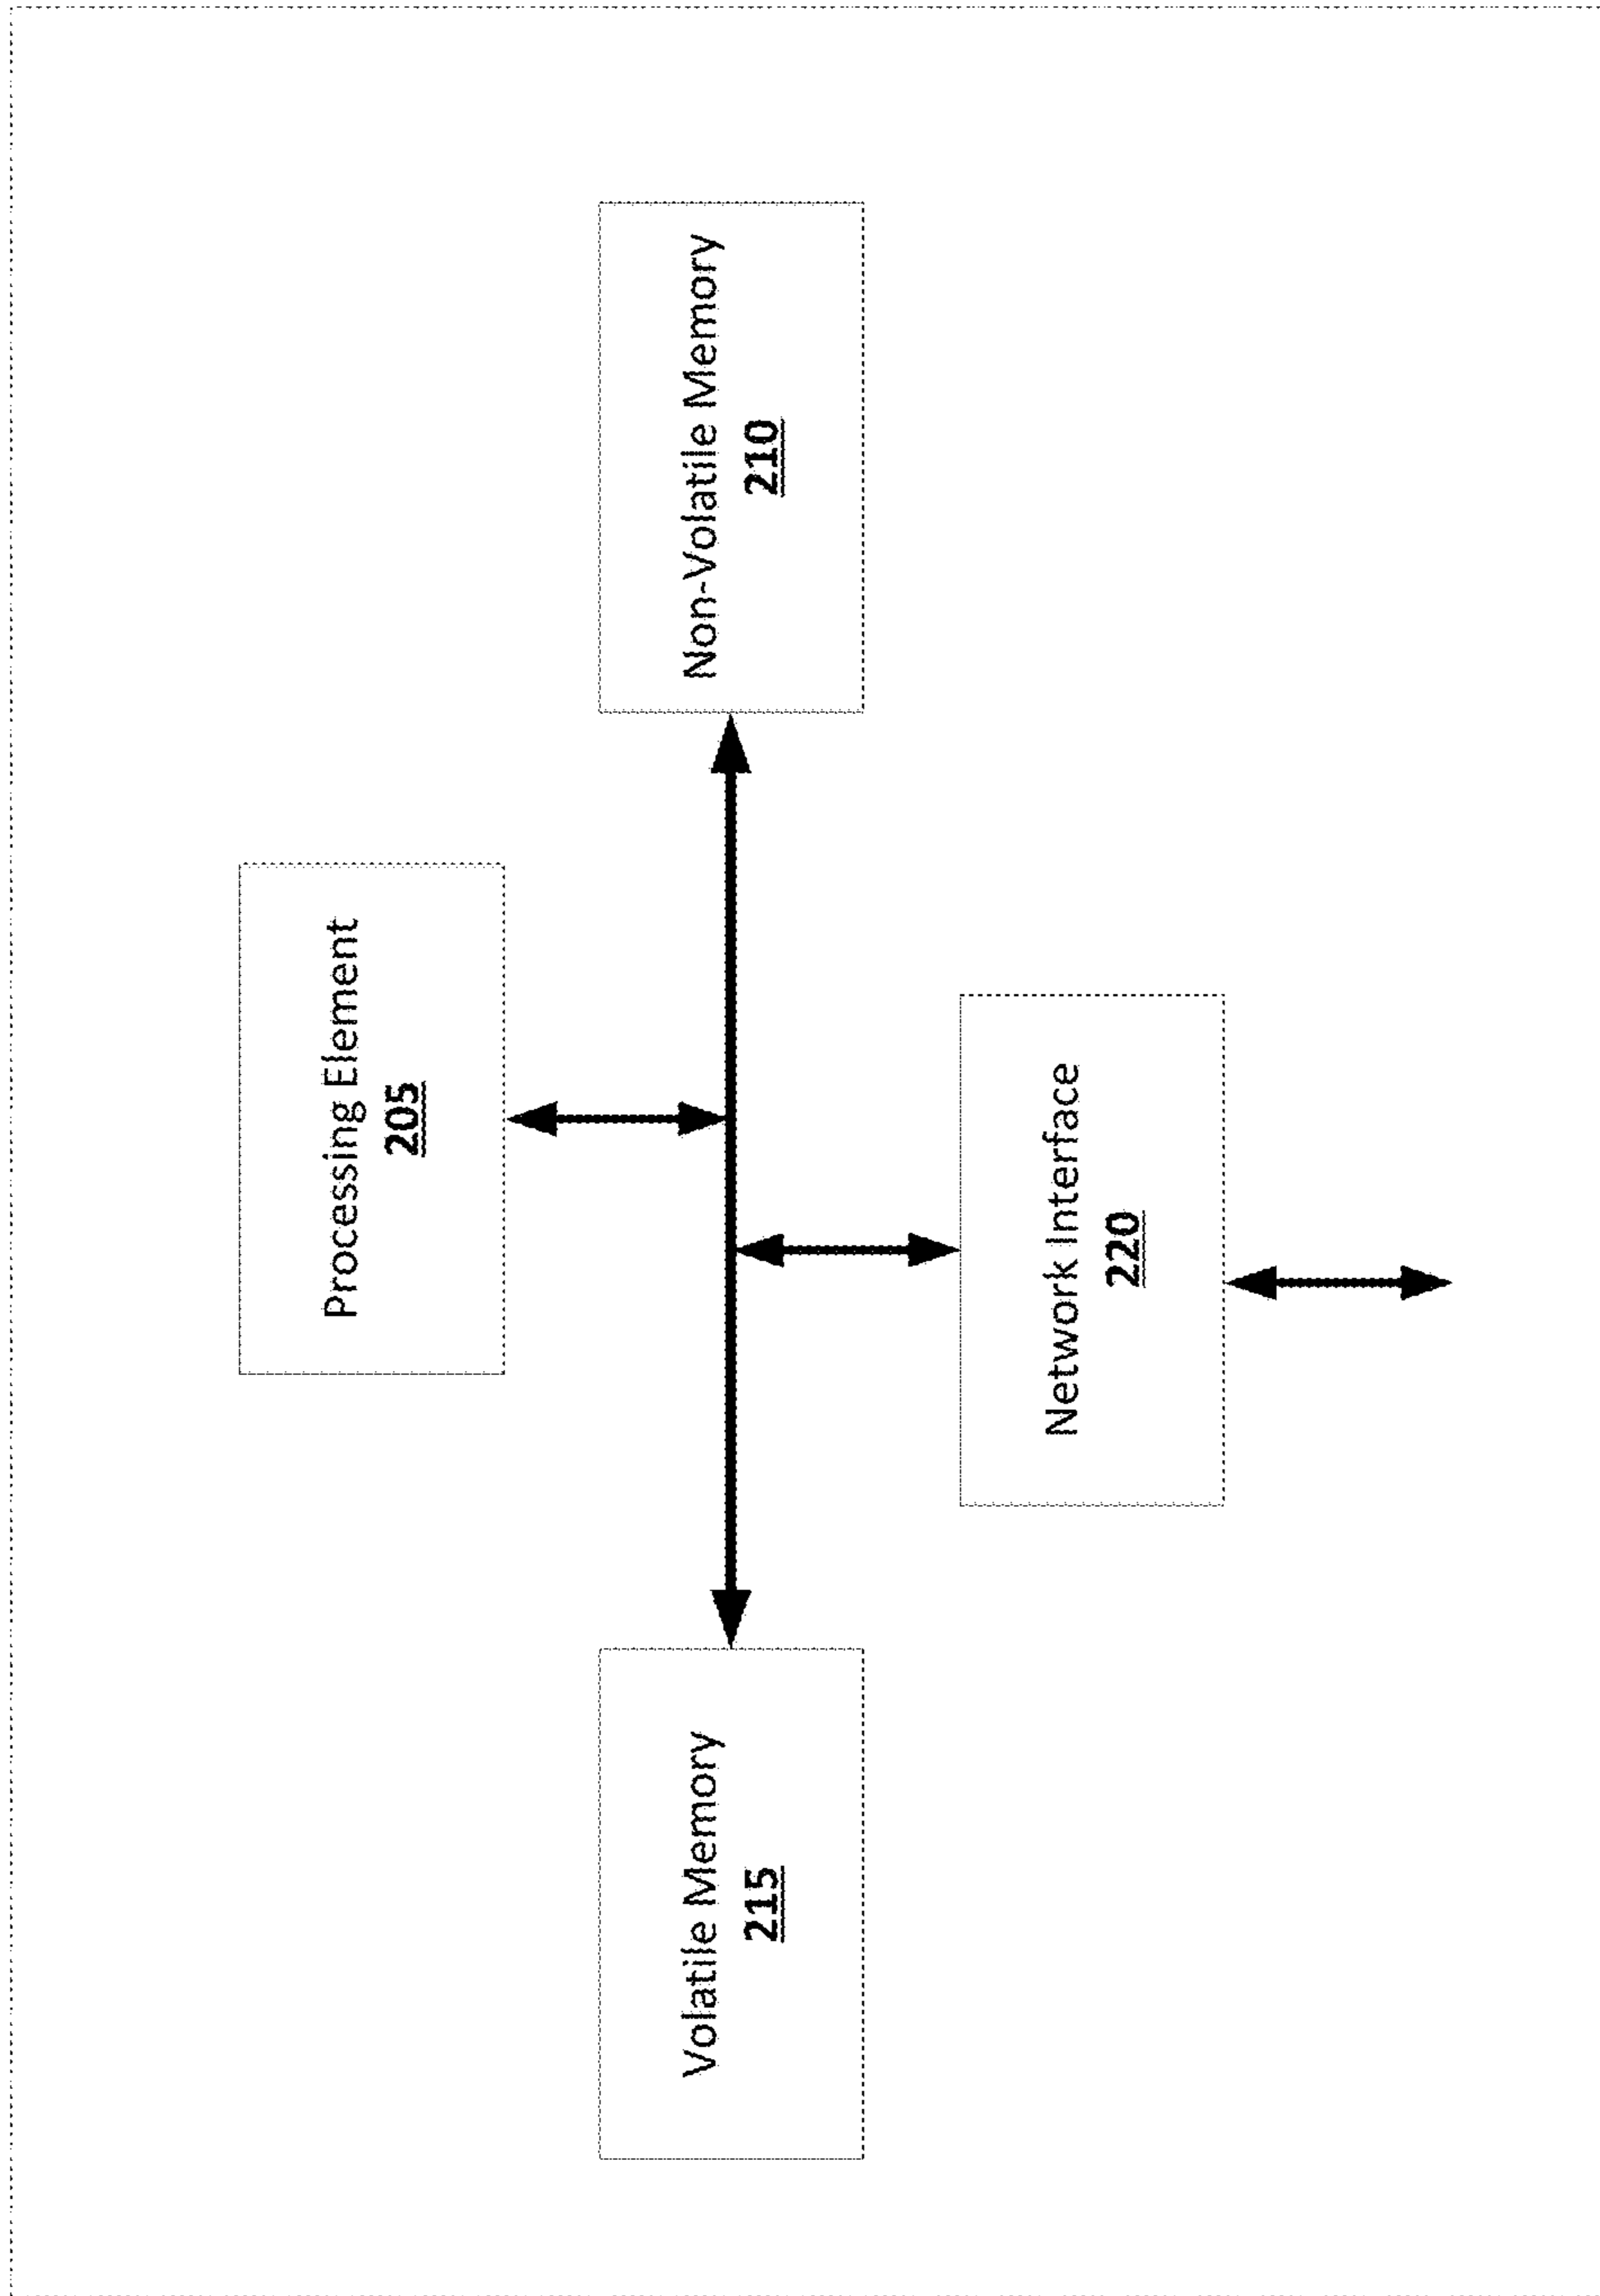 Processing Element
205
Volatile Memory
215
Non-Volatile Memory
210
Network Interface
220